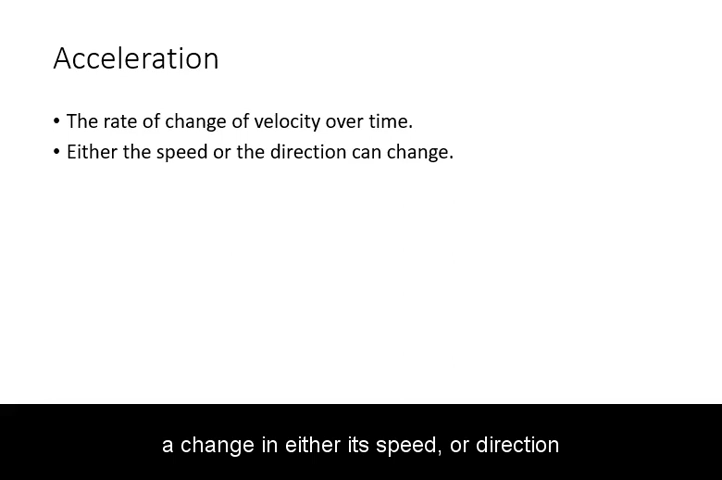 Acceleration
• The rate of change of velocity over time.
• Either the speed or the direction can change.
a change in either its speed, or direction